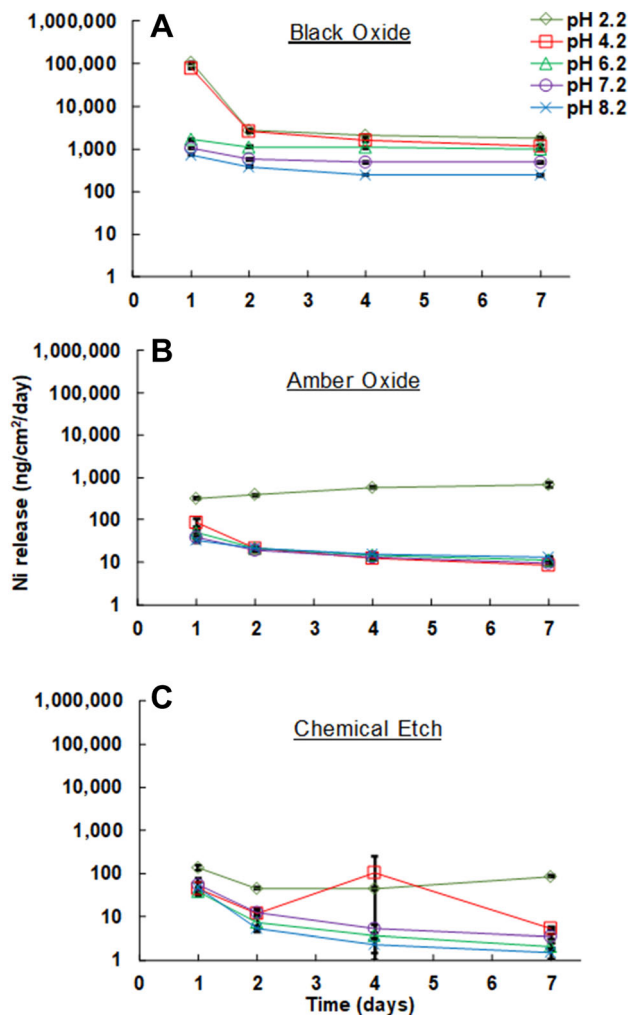 A
Black Oxide
pH 2.2
pH 4.2
pH 6.2
pH 7.2
pH 8.2
1,000,000
100,000
10,000
1,000
100
10
1
0 1 2 3 4 5 6 7
B
Amber Oxide
1,000,000
100,000
10,000
1,000
100
10
1
0 1 2 3 4 5 6 7
Ni release (ng/cm²/day)
C
Chemical Etch
1,000,000
100,000
10,000
1,000
100
10
1
0 1 2 3 4 5 6 7
Time (days)